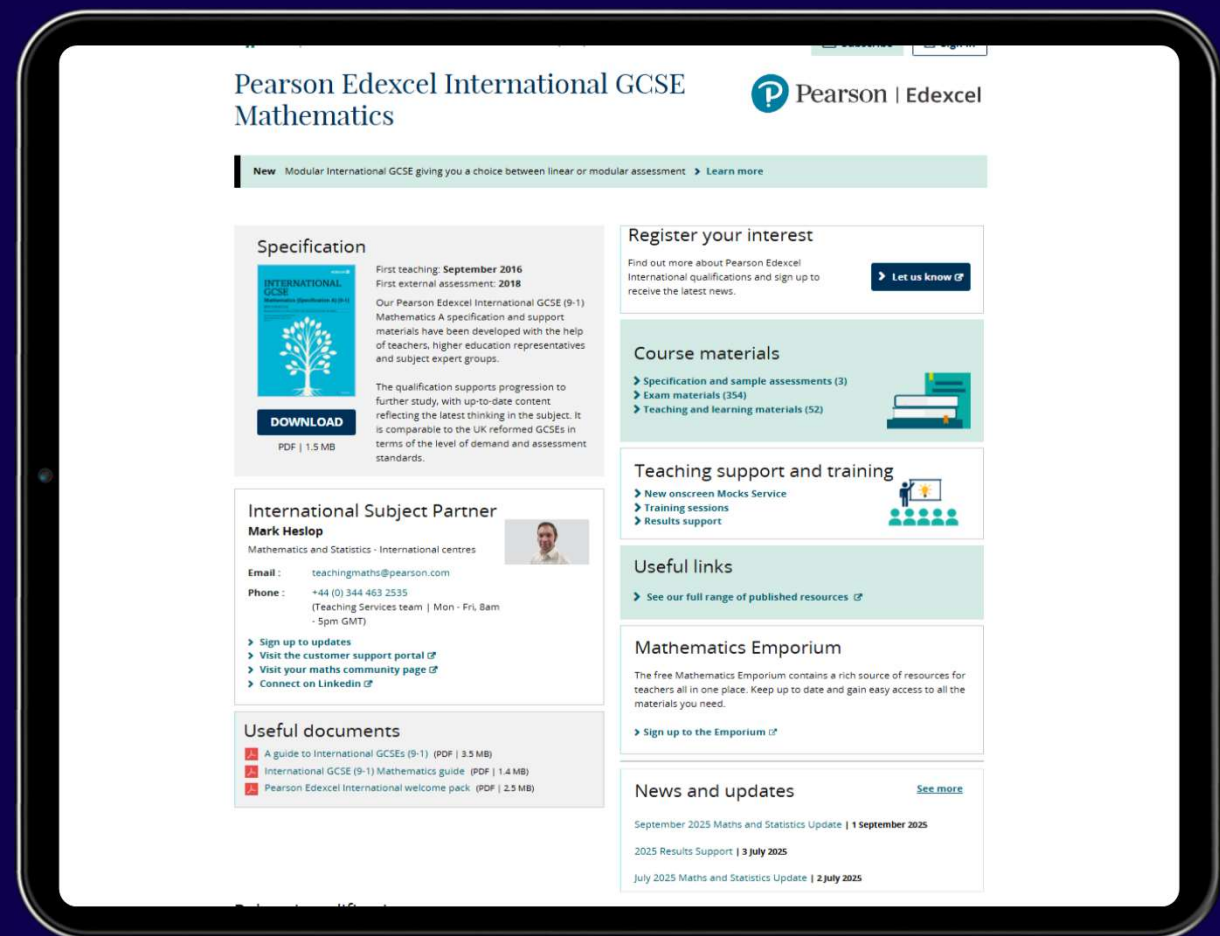 Subscribe
Sign in
Pearson Edexcel International GCSE
Mathematics
Pearson | Edexcel
New Modular International GCSE giving you a choice between linear or modular assessment Learn more
Specification
INTERNATIONAL
GCSE
Mathematics (Specification A) (9-1)
DOWNLOAD
PDF | 1.5 MB
First teaching: September 2016
First external assessment: 2018
Our Pearson Edexcel International GCSE (9-1)
Mathematics A specification and support
materials have been developed with the help
of teachers, higher education representatives
and subject expert groups.
The qualification supports progression to
further study, with up-to-date content
reflecting the latest thinking in the subject. It
is comparable to the UK reformed GCSEs in
terms of the level of demand and assessment
standards.
International Subject Partner
Mark Heslop
Mathematics and Statistics - International centres
Email : teachingmaths@pearson.com
Phone : +44 (0) 344 463 2535
(Teaching Services team | Mon - Fri, 8am
- 5pm GMT)
Sign up to updates
Visit the customer support portal
Visit your maths community page
Connect on Linkedin
Useful documents
A guide to International GCSEs (9-1) (PDF | 3.5 MB)
International GCSE (9-1) Mathematics guide (PDF | 1.4 MB)
Pearson Edexcel International welcome pack (PDF | 2.5 MB)
Register your interest
Find out more about Pearson Edexcel
International qualifications and sign up to
receive the latest news.
Let us know
Course materials
Specification and sample assessments (3)
Exam materials (354)
Teaching and learning materials (52)
Teaching support and training
New onscreen Mocks Service
Training sessions
Results support
Useful links
See our full range of published resources
Mathematics Emporium
The free Mathematics Emporium contains a rich source of resources for
teachers all in one place. Keep up to date and gain easy access to all the
materials you need.
Sign up to the Emporium
News and updates
See more
September 2025 Maths and Statistics Update | 1 September 2025
2025 Results Support | 3 July 2025
July 2025 Maths and Statistics Update | 2 July 2025